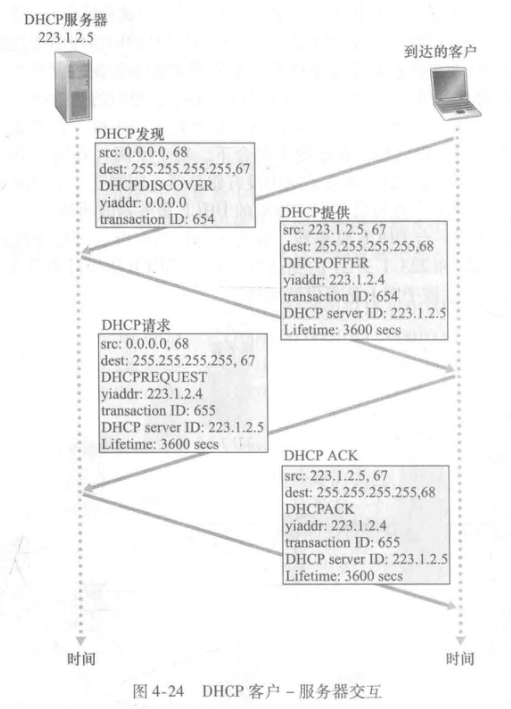 DHCP服务器
223.1.2.5
到达的客户
DHCP发现
src: 0.0.0.0, 68
dest: 255.255.255.255,67
DHCPDISCOVER
yiaddr: 0.0.0.0
transaction ID: 654
DHCP提供
src: 223.1.2.5, 67
dest: 255.255.255.255,68
DHCPOFFER
yiaddr: 223.1.2.4
transaction ID: 654
DHCP server ID: 223.1.2.5
Lifetime: 3600 secs
DHCP请求
src: 0.0.0.0, 68
dest: 255.255.255.255, 67
DHCPREQUEST
yiaddr: 223.1.2.4
transaction ID: 655
DHCP server ID: 223.1.2.5
Lifetime: 3600 secs
DHCP ACK
src: 223.1.2.5, 67
dest: 255.255.255.255,68
DHCPACK
yiaddr: 223.1.2.4
transaction ID: 655
DHCP server ID: 223.1.2.5
Lifetime: 3600 secs
时间
时间
图 4-24 DHCP 客户－服务器交互